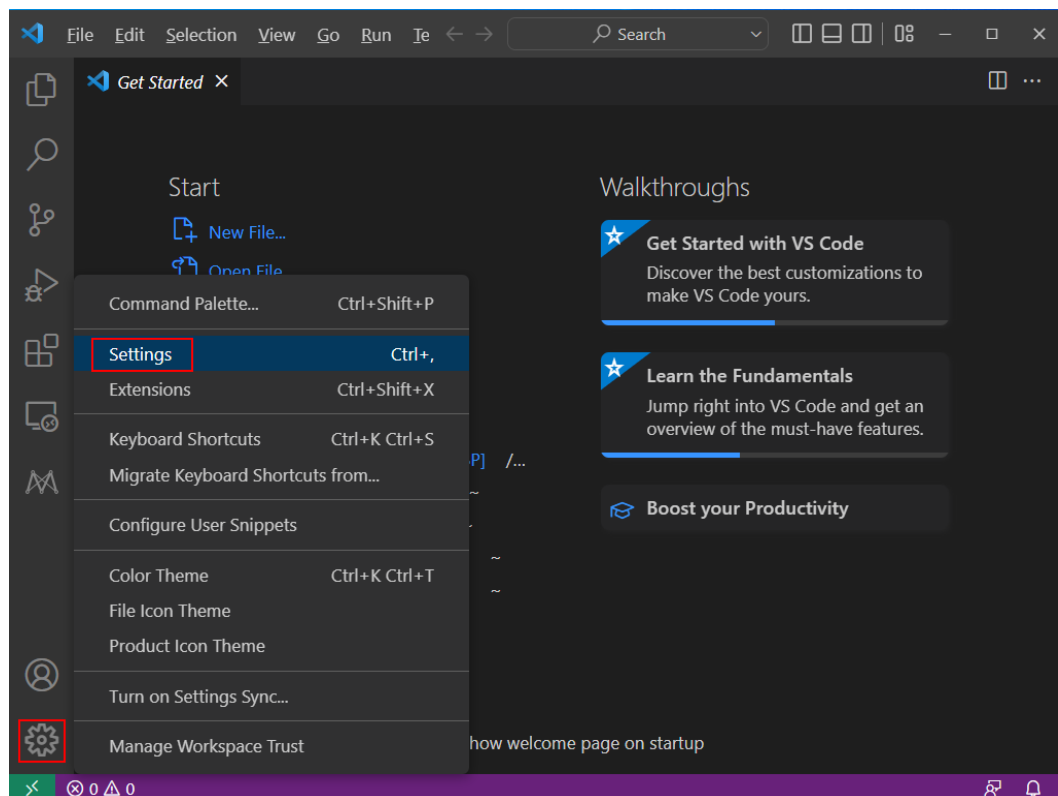 File Edit Selection View Go Run Te Search
Get Started
Start
New File...
Open File
Command Palette... Ctrl+Shift+P
Settings Ctrl+,
Extensions Ctrl+Shift+X
Keyboard Shortcuts Ctrl+K Ctrl+S
Migrate Keyboard Shortcuts from...
Configure User Snippets
Color Theme Ctrl+K Ctrl+T
File Icon Theme
Product Icon Theme
Turn on Settings Sync...
Manage Workspace Trust
P] /...
~
~
~
how welcome page on startup
Walkthroughs
Get Started with VS Code
Discover the best customizations to
make VS Code yours.
Learn the Fundamentals
Jump right into VS Code and get an
overview of the must-have features.
Boost your Productivity
0 0